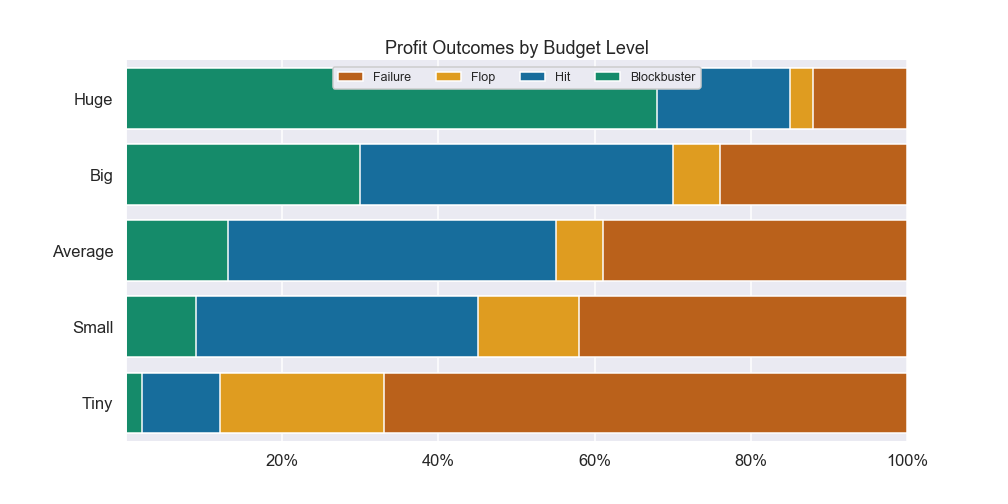 Profit Outcomes by Budget Level
Failure Flop Hit Blockbuster
Huge
Big
Average
Small
Tiny
20% 40% 60% 80% 100%